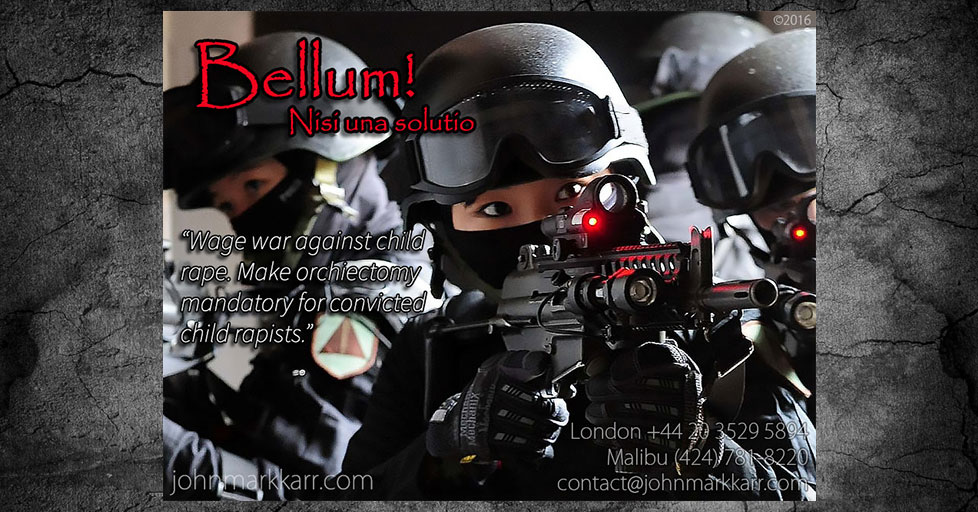 ©2016
Bellum!
Nisi una solutio
“Wage war against child
rape. Make orchiectomy
mandatory for convicted
child rapists.”
London +44 20 3529 5894
Malibu (424) 781-8220
johnmarkkarr.com
contact@johnmarkkarr.com